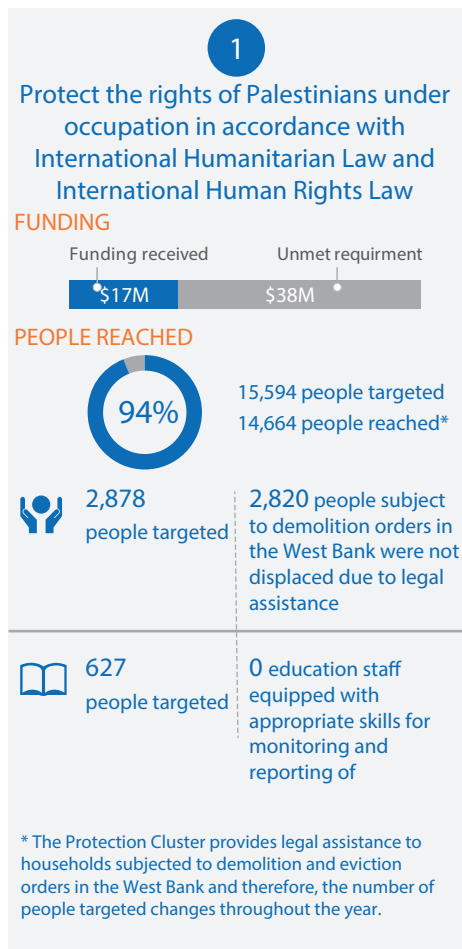 1
Protect the rights of Palestinians under
occupation in accordance with
International Humanitarian Law and
International Human Rights Law
FUNDING
Funding received
Unmet requirment
$17M
$38M
PEOPLE REACHED
94%
15,594 people targeted
14,664 people reached*
2,878
people targeted
2,820 people subject
to demolition orders in
the West Bank were not
displaced due to legal
assistance
627
people targeted
0 education staff
equipped with
appropriate skills for
monitoring and
reporting of
* The Protection Cluster provides legal assistance to
households subjected to demolition and eviction
orders in the West Bank and therefore, the number of
people targeted changes throughout the year.